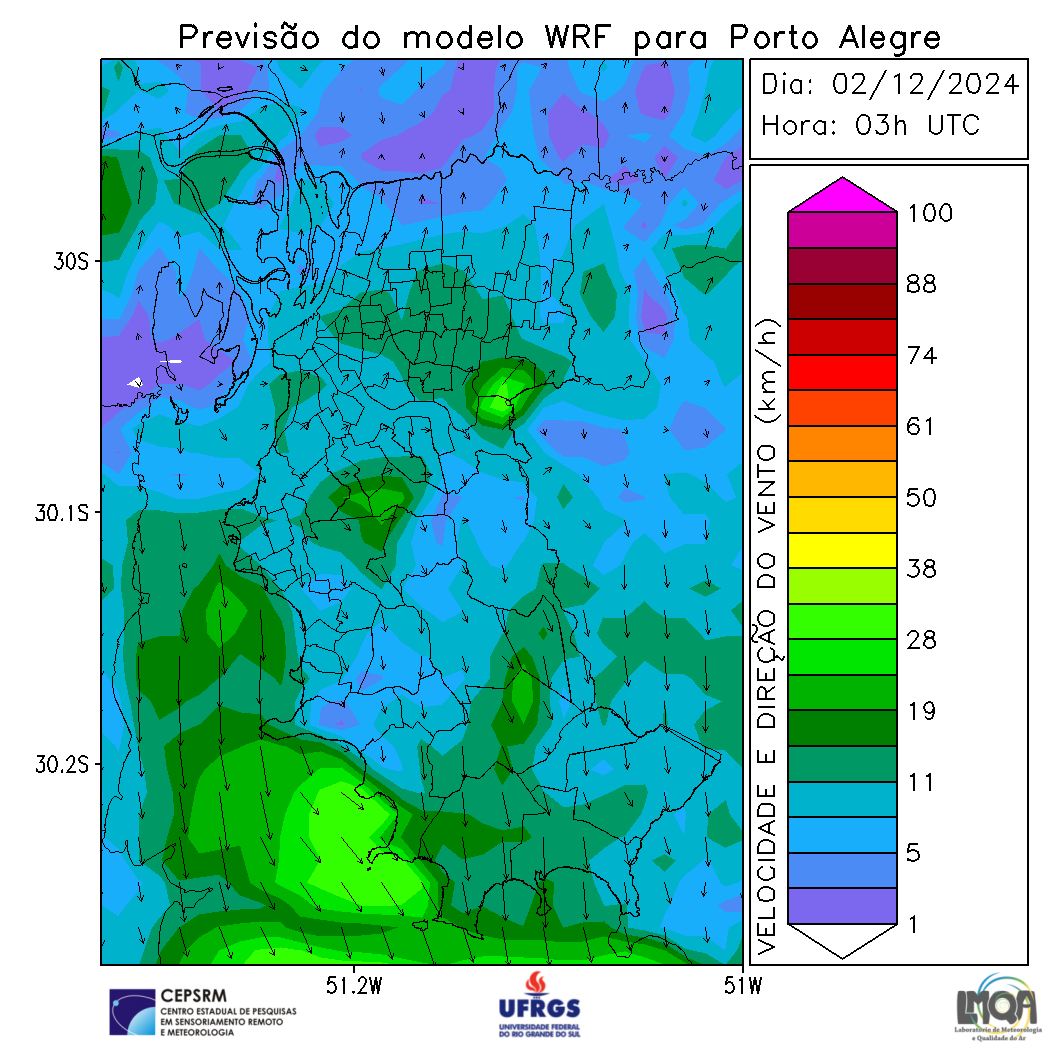 Previsão do modelo WRF para Porto Alegre
Dia: 02/12/2024
Hora: 03h UTC
30S
30.1S
30.2S
51.2W
51W
VELOCIDADE E DIREÇÃO DO VENTO (km/h)
100
88
74
61
50
38
28
19
11
5
1
CEPSRM
CENTRO ESTADUAL DE PESQUISAS
EM SENSORIAMENTO REMOTO
E METEOROLOGIA
UFRGS
UNIVERSIDADE FEDERAL
DO RIO GRANDE DO SUL
LMQA
Laboratório de Meteorologia
e Qualidade do Ar